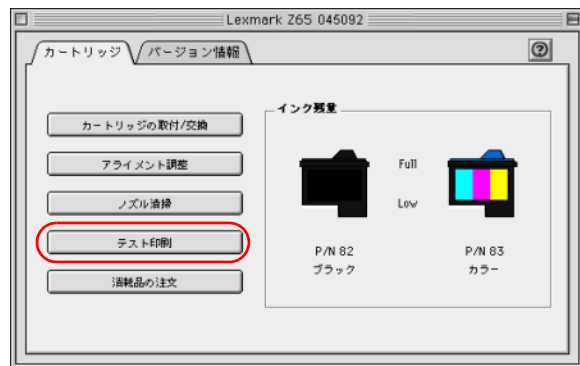 Lexmark Z65 045092
カートリッジ
バージョン情報
?
カートリッジの取付/交換
アライメント調整
ノズル清掃
テスト印刷
消耗品の注文
インク残量
Full
Low
P/N 82
ブラック
P/N 83
カラー